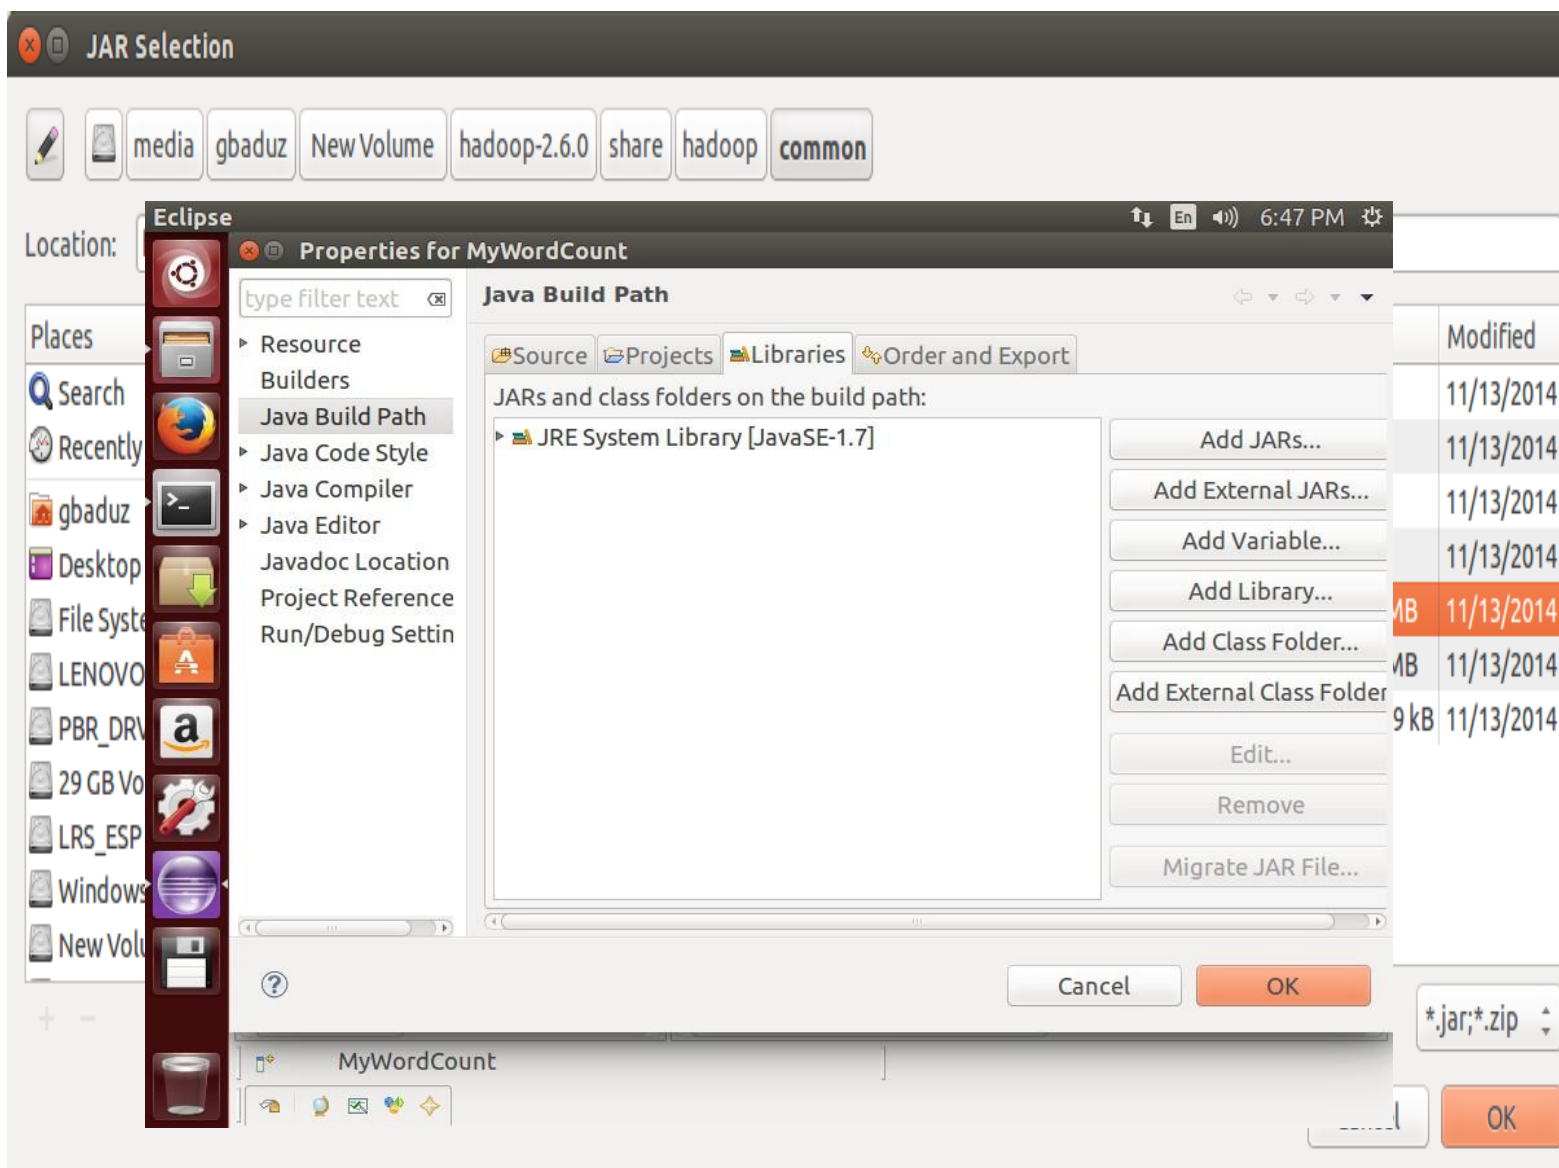 JAR Selection
media gbaduz New Volume hadoop-2.6.0 share hadoop common
Location:
Places
Search
Recently
gbaduz
Desktop
File Syste
LENOVO
PBR_DRV
29 GB Vo
LRS_ESP
Windows
New Volu
Eclipse
En 6:47 PM
Properties for MyWordCount
type filter text
Resource
Builders
Java Build Path
Java Code Style
Java Compiler
Java Editor
Javadoc Location
Project Reference
Run/Debug Settin
Java Build Path
Source Projects Libraries Order and Export
JARs and class folders on the build path:
JRE System Library [JavaSE-1.7]
Add JARs...
Add External JARs...
Add Variable...
Add Library...
Add Class Folder...
Add External Class Folder
Edit...
Remove
Migrate JAR File...
Cancel OK
MyWordCount
Modified
11/13/2014
11/13/2014
11/13/2014
11/13/2014
MB 11/13/2014
MB 11/13/2014
9 kB 11/13/2014
*.jar;*.zip
OK